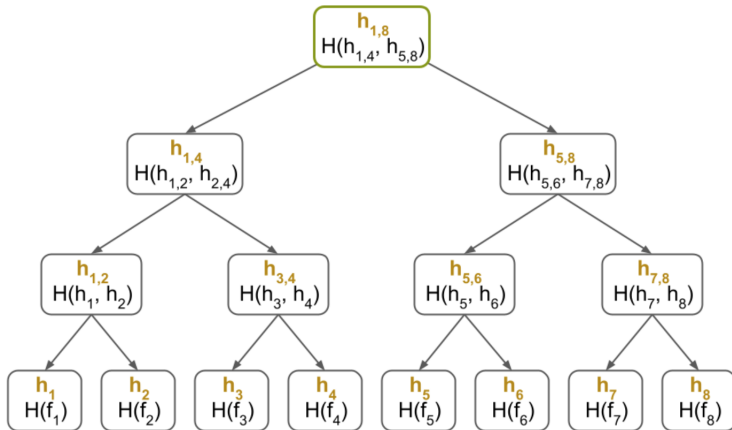 h1,8
H(h1,4, h5,8)
h1,4
H(h1,2, h2,4)
h5,8
H(h5,6, h7,8)
h1,2
H(h1, h2)
h3,4
H(h3, h4)
h5,6
H(h5, h6)
h7,8
H(h7, h8)
h1
H(f1)
h2
H(f2)
h3
H(f3)
h4
H(f4)
h5
H(f5)
h6
H(f6)
h7
H(f7)
h8
H(f8)